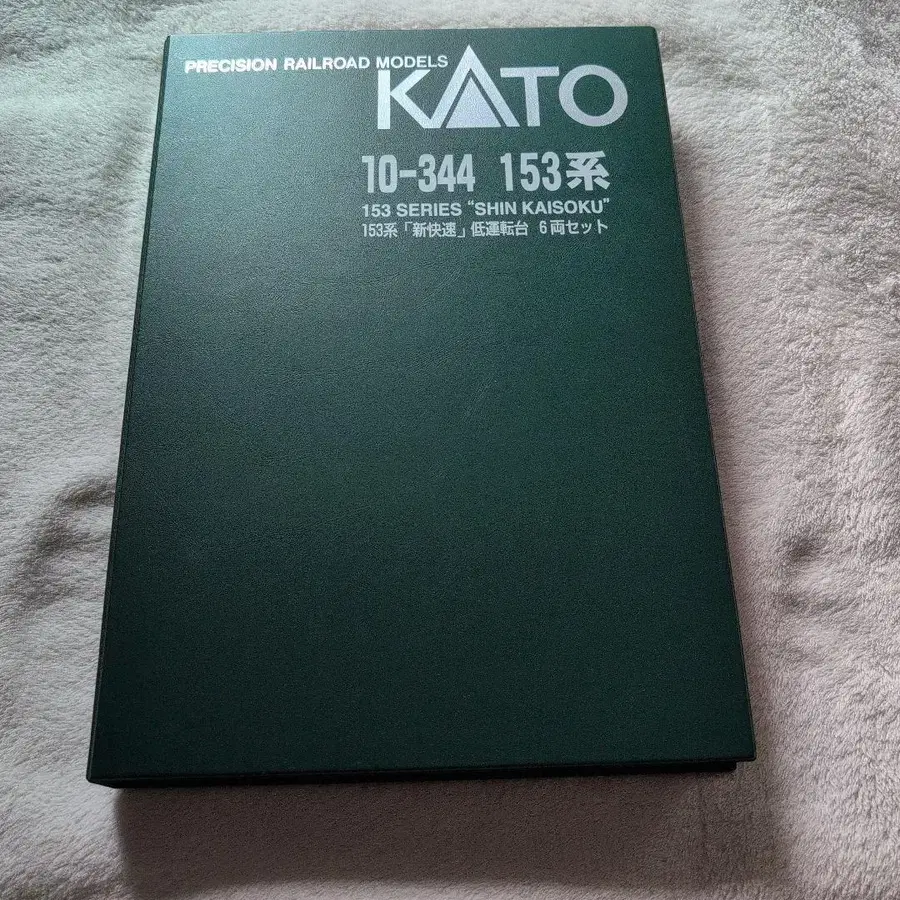 PRECISION RAILROAD MODELS
KATO
10-344 153系
153 SERIES "SHIN KAISOKU"
153系「新快速」低運転台 6両セット